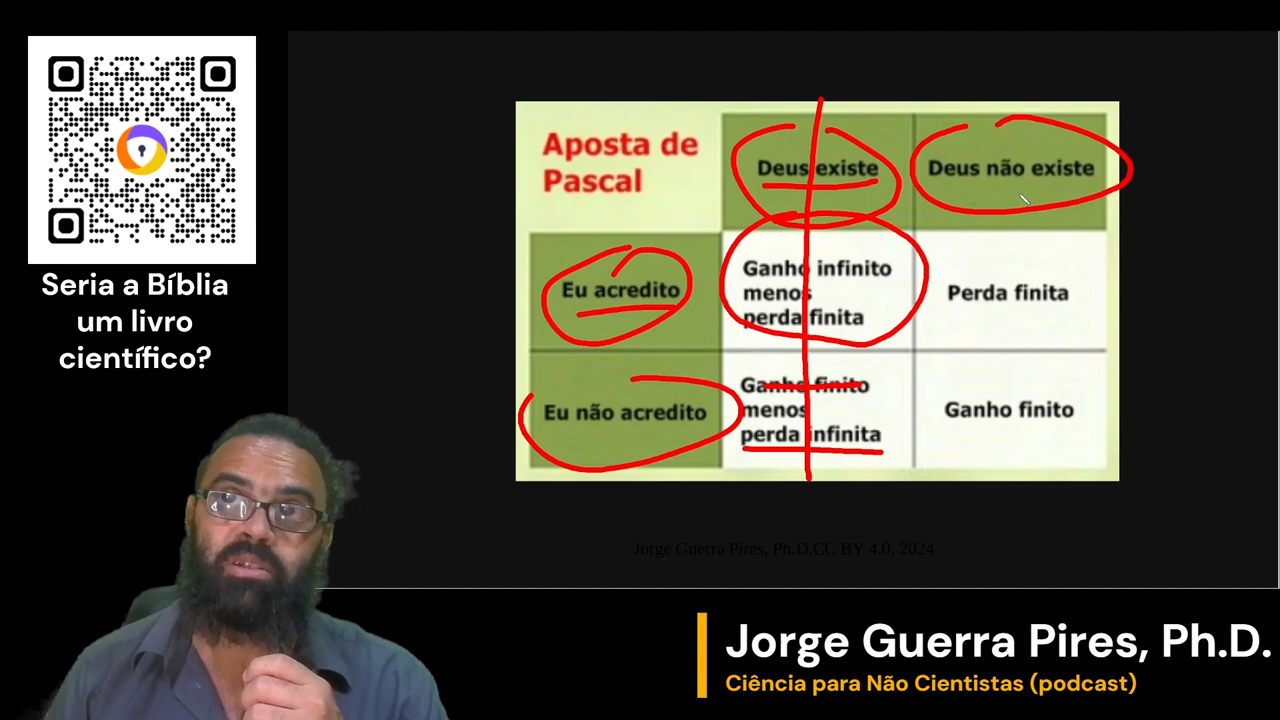 Seria a Bíblia
um livro
científico?
Aposta de
Pascal
Deus existe
Deus não existe
Eu acredito
Ganho infinito
menos
perda finita
Perda finita
Eu não acredito
Ganho finito
menos
perda infinita
Ganho finito
Jorge Guerra Pires, Ph.D.CC BY 4.0, 2024
Jorge Guerra Pires, Ph.D.
Ciência para Não Cientistas (podcast)